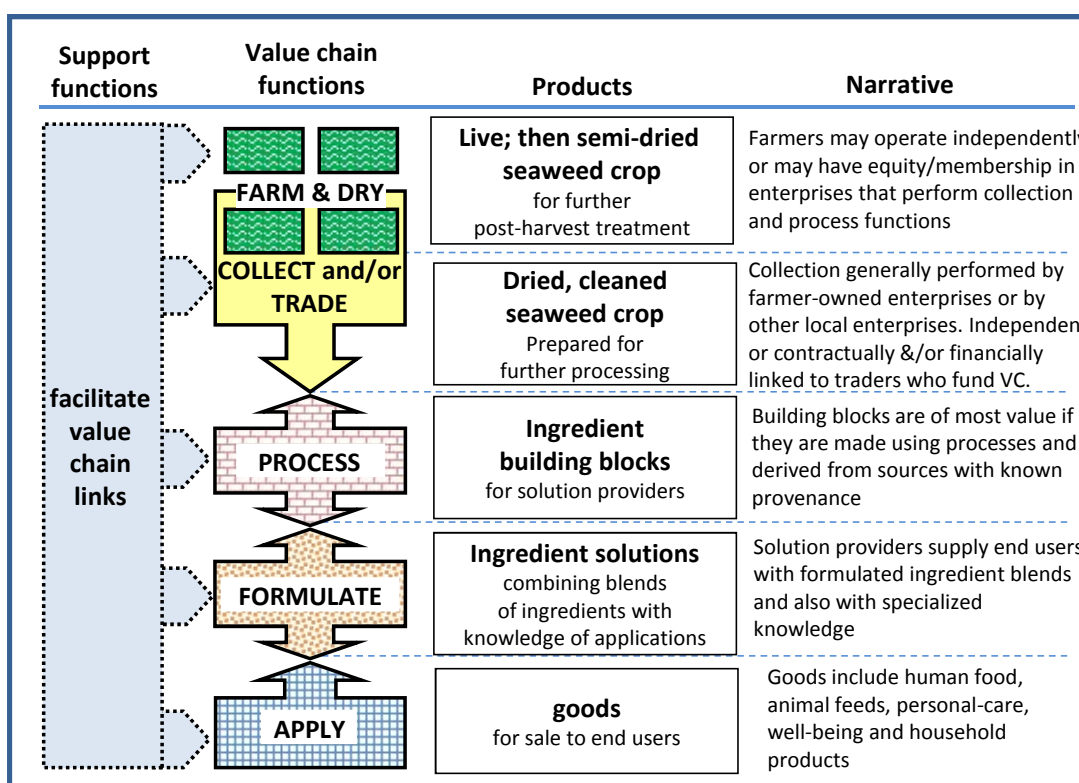 Support
functions
Value chain
functions
Products
Narrative
facilitate
value
chain
links
FARM & DRY
Live; then semi-dried
seaweed crop
for further
post-harvest treatment
Farmers may operate independently
or may have equity/membership in
enterprises that perform collection
and process functions
COLLECT and/or
TRADE
Dried, cleaned
seaweed crop
Prepared for
further processing
Collection generally performed by
farmer-owned enterprises or by
other local enterprises. Independen
or contractually &/or financially
linked to traders who fund VC.
PROCESS
Ingredient
building blocks
for solution providers
Building blocks are of most value if
they are made using processes and
derived from sources with known
provenance
FORMULATE
Ingredient solutions
combining blends
of ingredients with
knowledge of applications
Solution providers supply end users
with formulated ingredient blends
and also with specialized
knowledge
APPLY
goods
for sale to end users
Goods include human food,
animal feeds, personal-care,
well-being and household
products